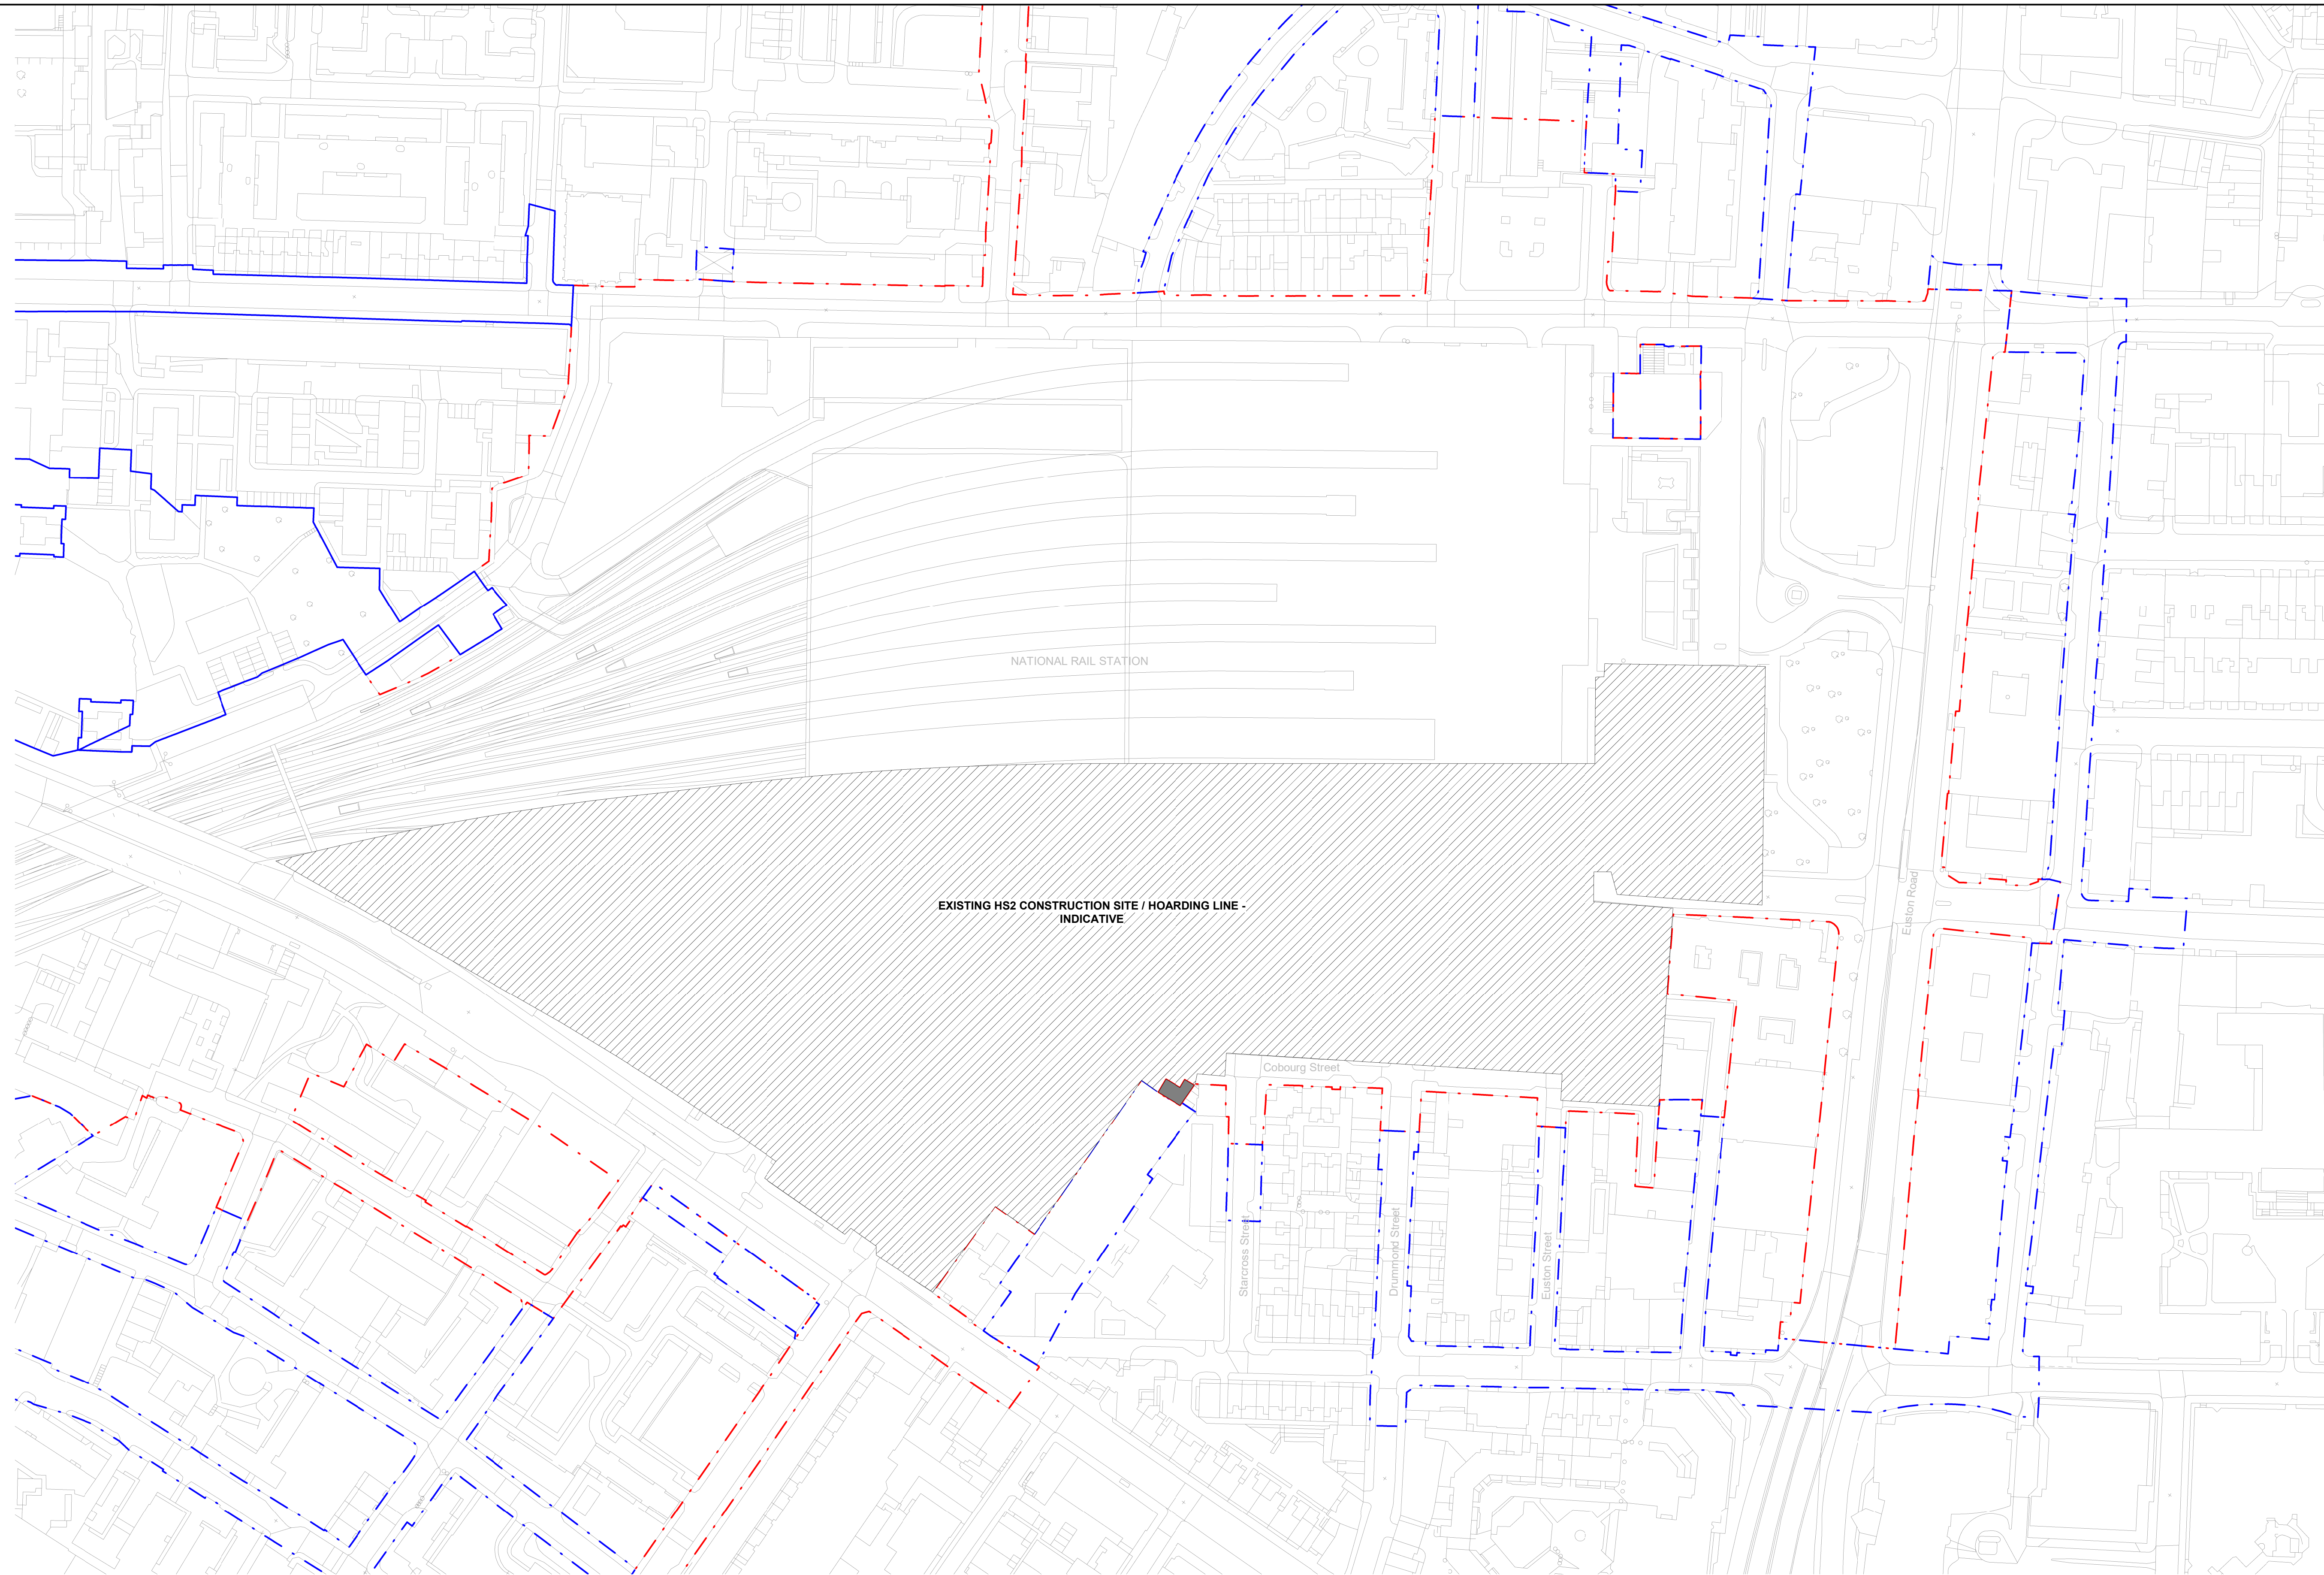 NATIONAL RAIL STATION
EXISTING HS2 CONSTRUCTION SITE / HOARDING LINE -
INDICATIVE
Euston Road
Cobourg Street
Starcross Street
Drummond Street
Euston Street